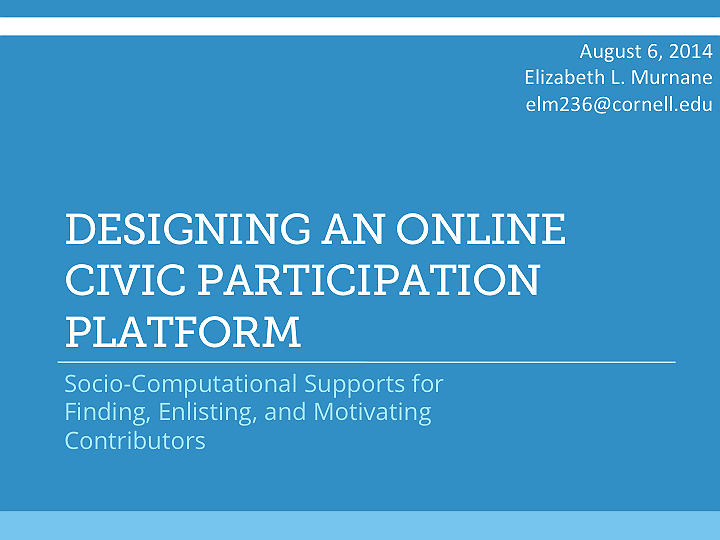 August 6, 2014
Elizabeth L. Murnane
elm236@cornell.edu
DESIGNING AN ONLINE
CIVIC PARTICIPATION
PLATFORM
Socio-Computational Supports for
Finding, Enlisting, and Motivating
Contributors